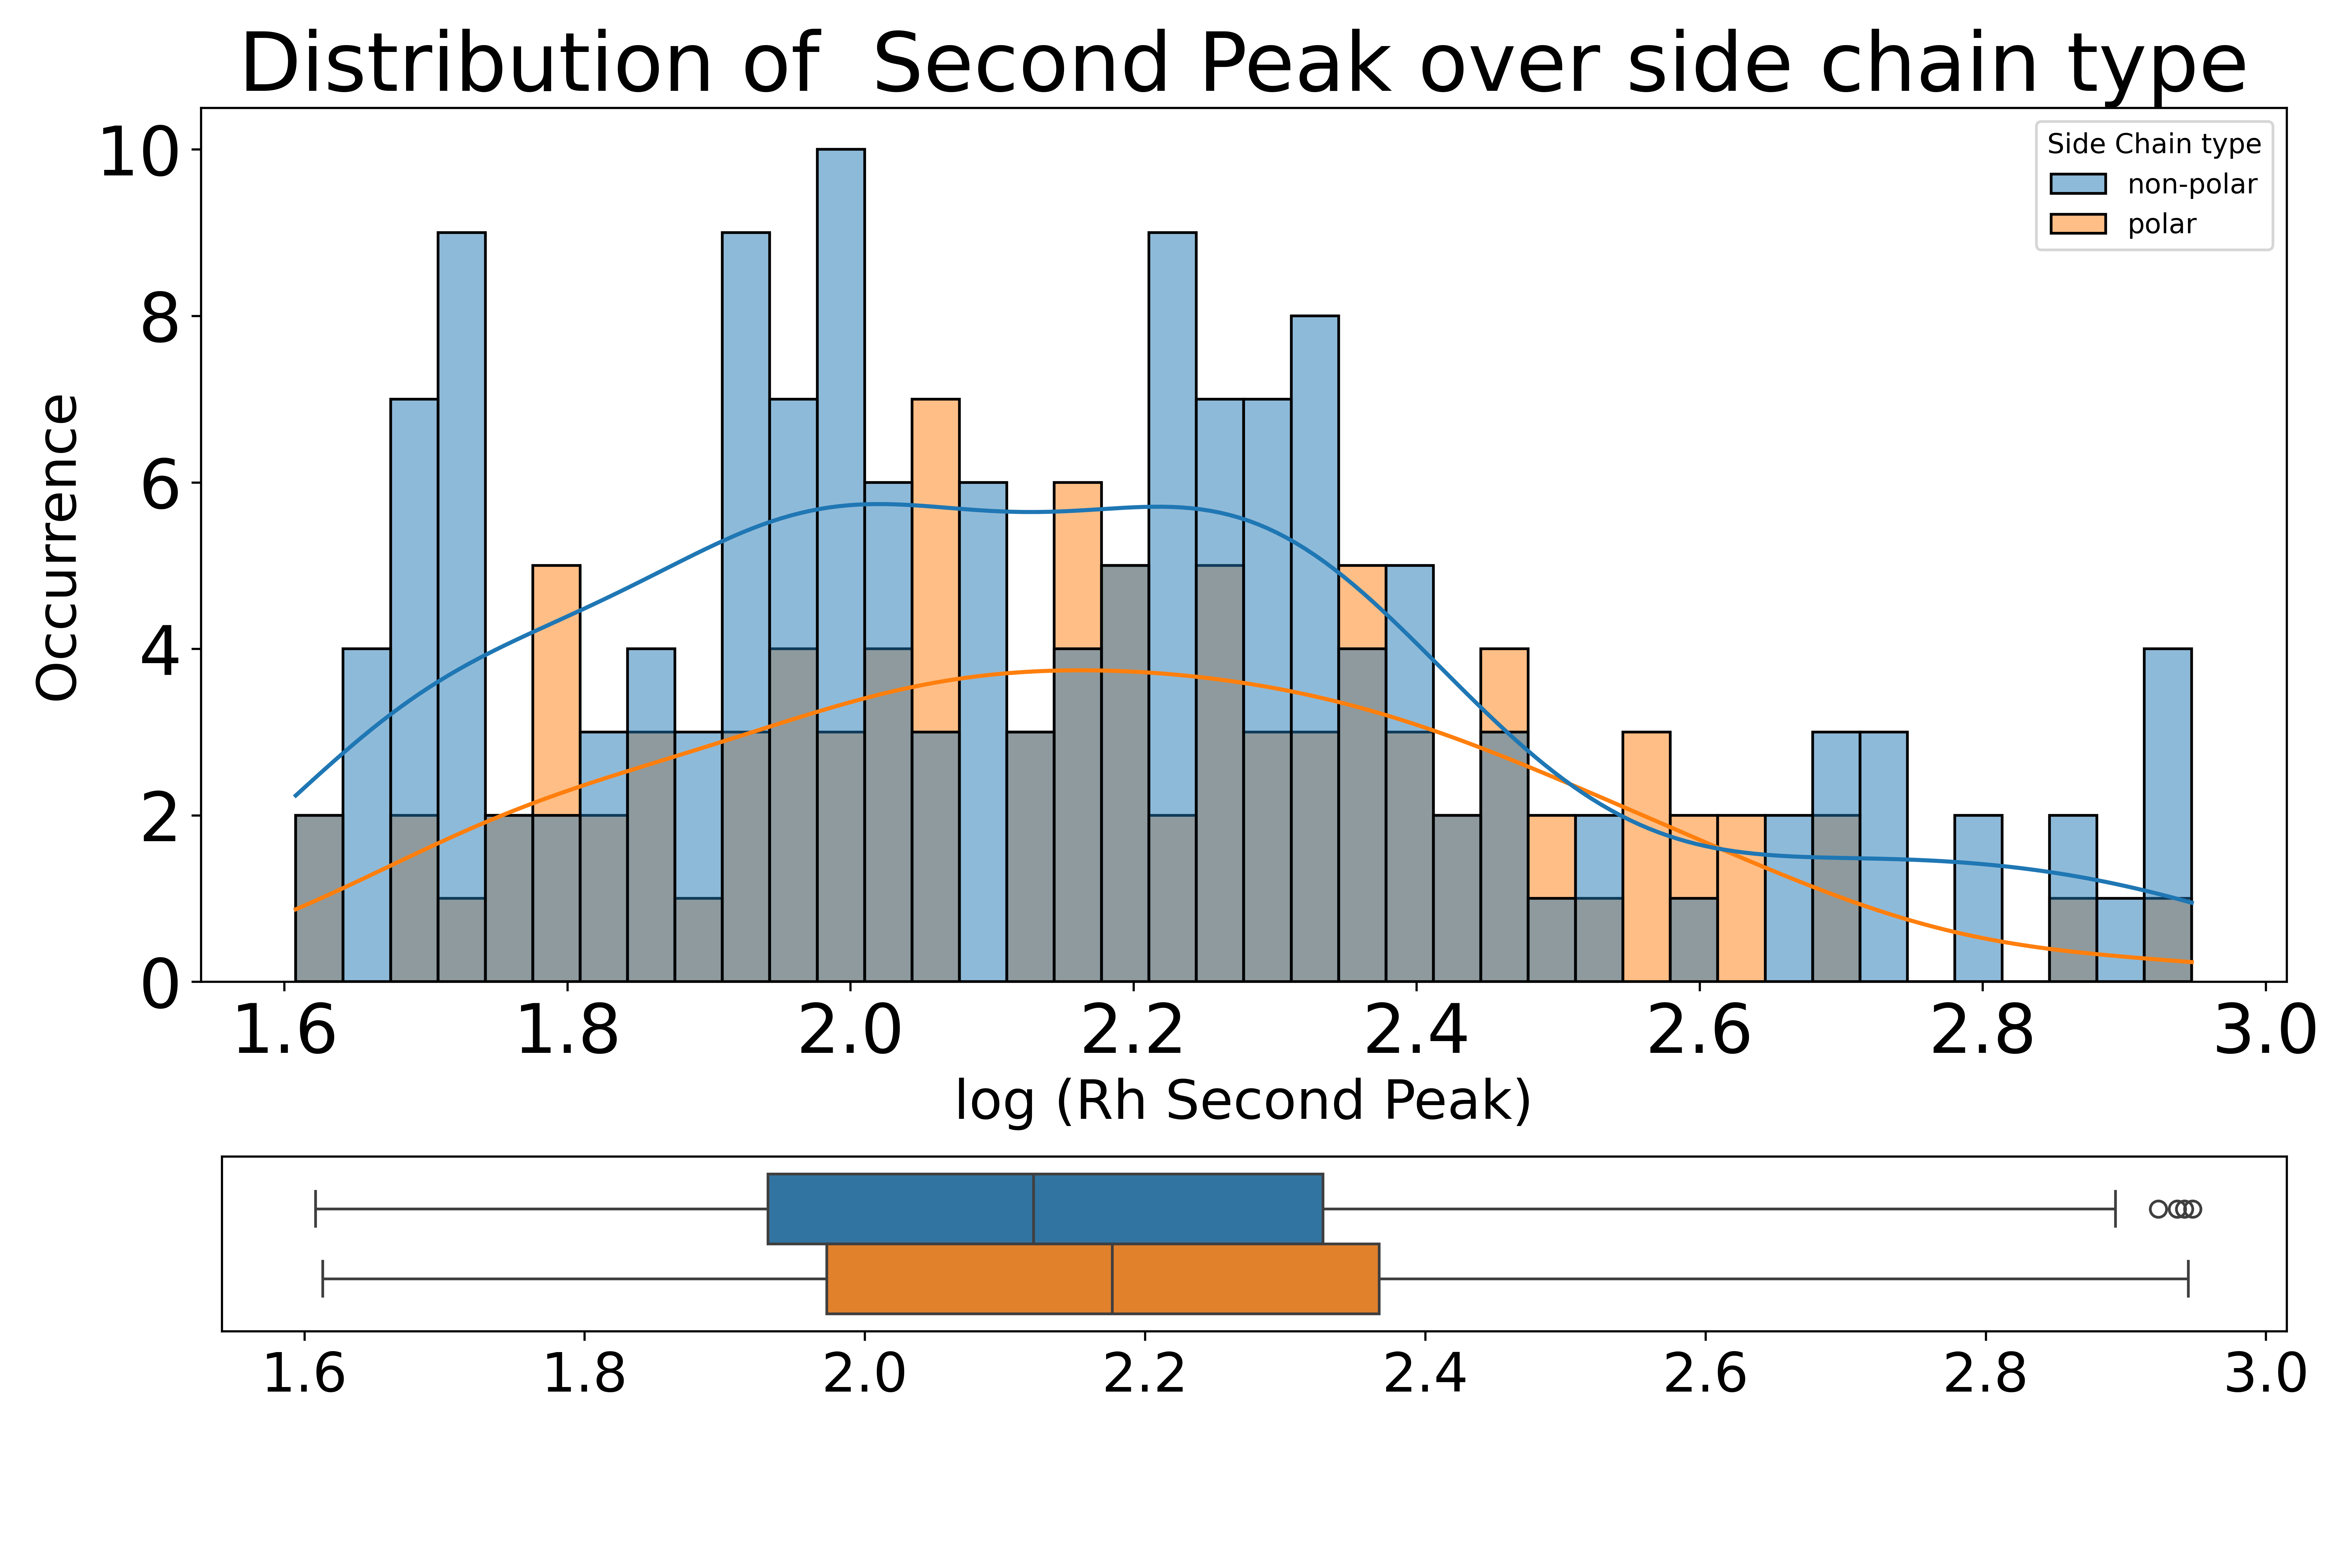 Distribution of  Second Peak over side chain type
Side Chain type
non-polar
polar
10
8
6
4
2
0
Occurrence
1.6 1.8 2.0 2.2 2.4 2.6 2.8 3.0
log (Rh Second Peak)
1.6 1.8 2.0 2.2 2.4 2.6 2.8 3.0